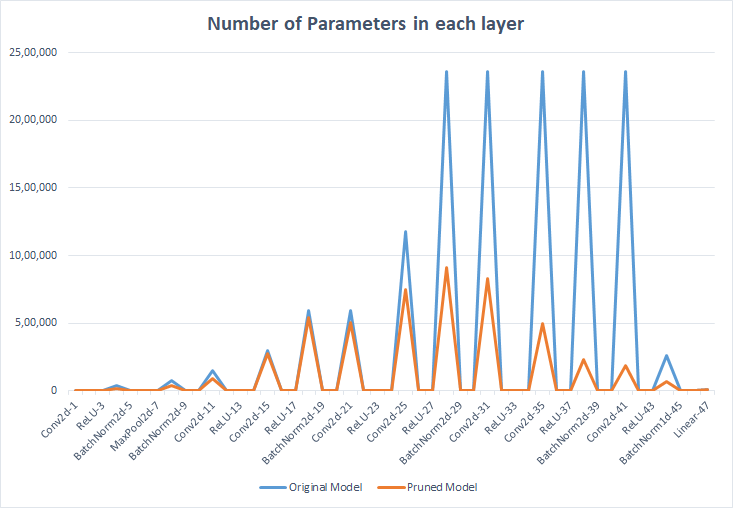 Number of Parameters in each layer
25,00,000
20,00,000
15,00,000
10,00,000
5,00,000
0
Conv2d-1
ReLU-3
BatchNorm2d-5
MaxPool2d-7
BatchNorm2d-9
Conv2d-11
ReLU-13
Conv2d-15
ReLU-17
BatchNorm2d-19
Conv2d-21
ReLU-23
Conv2d-25
ReLU-27
BatchNorm2d-29
Conv2d-31
ReLU-33
Conv2d-35
ReLU-37
BatchNorm2d-39
Conv2d-41
ReLU-43
BatchNorm1d-45
Linear-47
Original Model
Pruned Model